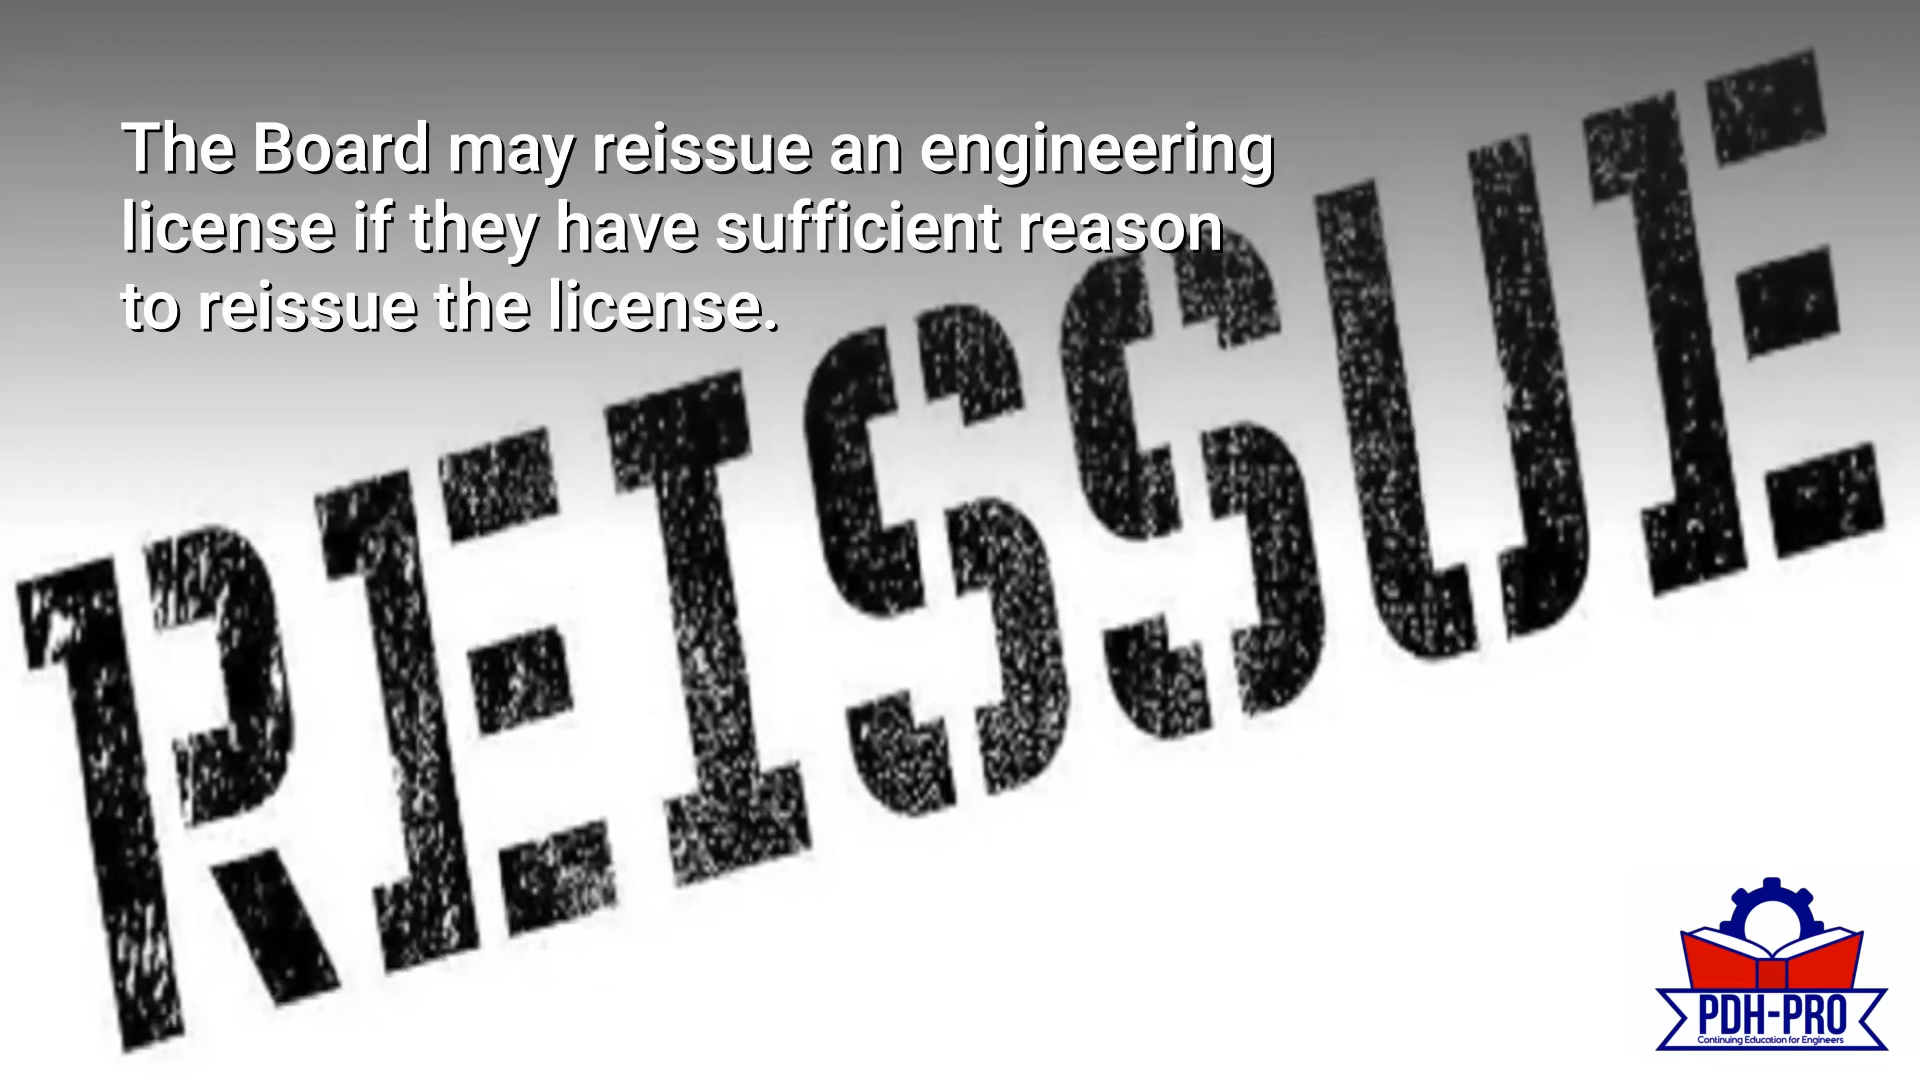 The Board may reissue an engineering
license if they have sufficient reason
to reissue the license.
REISSUE
PDH-PRO
Continuing Education for Engineers